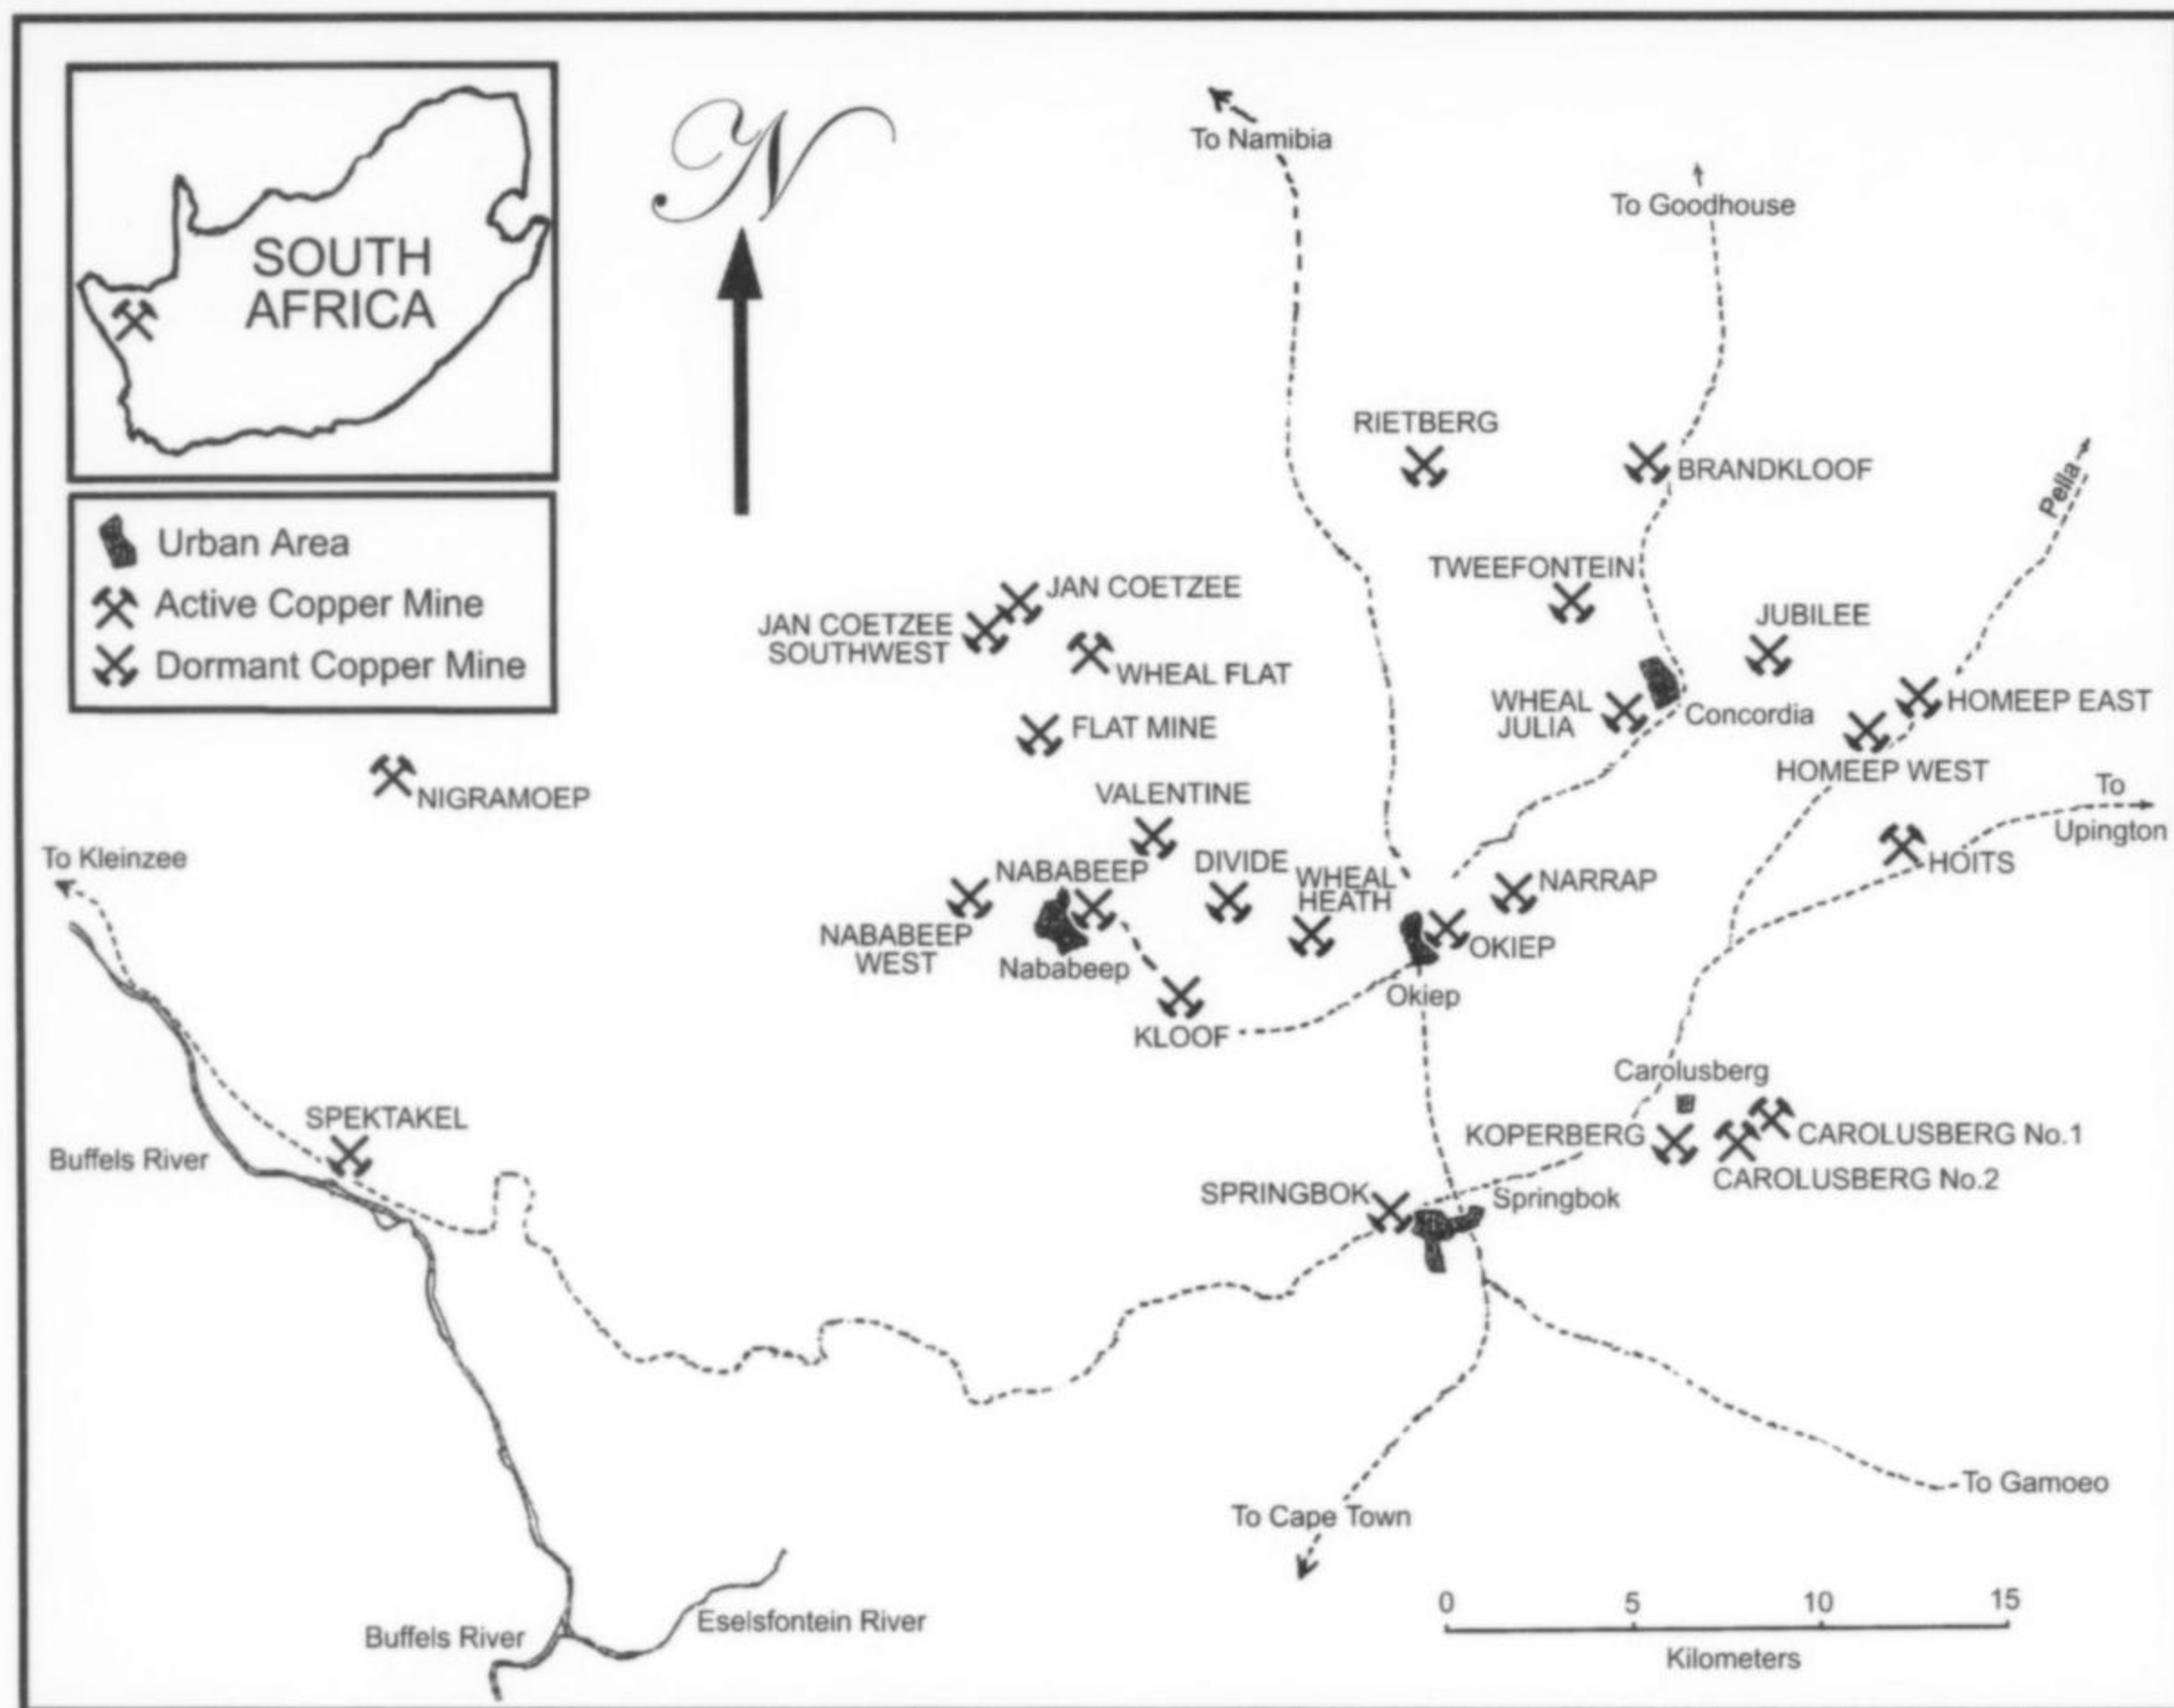 SOUTH
AFRICA
N
Urban Area
Active Copper Mine
Dormant Copper Mine
To Namibia
To Goodhouse
RIETBERG
BRANDKLOOF
Pella
TWEEFONTEIN
JAN COETZEE
JAN COETZEE
SOUTHWEST
WHEAL FLAT
JUBILEE
WHEAL
JULIA
Concordia
HOMEEP EAST
FLAT MINE
HOMEEP WEST
NIGRAMOEP
VALENTINE
To
Upington
To Kleinzee
NABABEEP
DIVIDE
WHEAL
HEATH
NARRAP
HOITS
NABABEEP
WEST
Nababeep
OKIEP
Okiep
KLOOF
Carolusberg
SPEKTAKEL
KOPERBERG
CAROLUSBERG No.1
CAROLUSBERG No.2
Buffels River
SPRINGBOK
Springbok
To Gamoeo
To Cape Town
Buffels River
Eselsfontein River
0 5 10 15
Kilometers